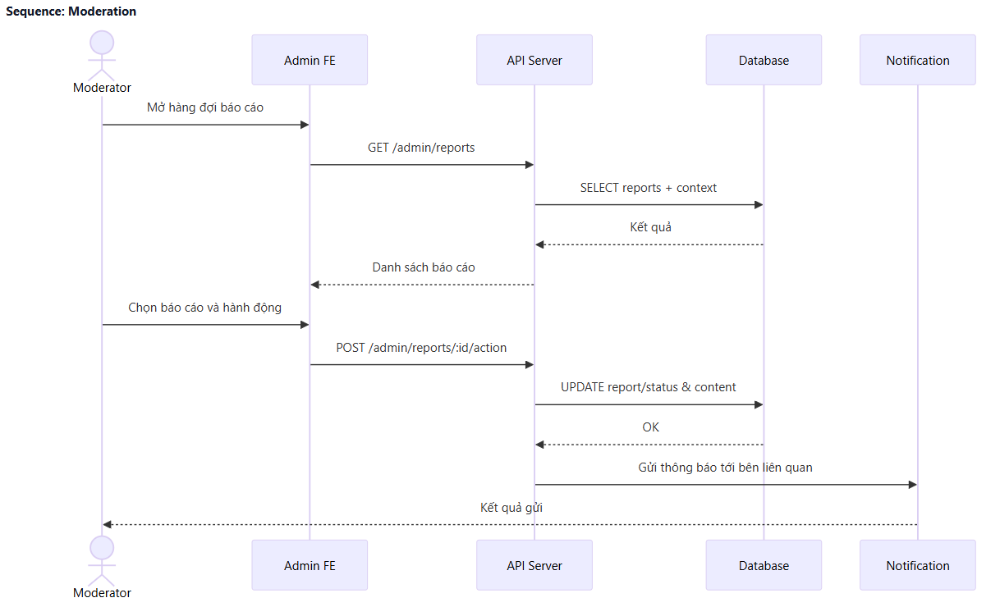 Sequence: Moderation
Moderator
Admin FE
API Server
Database
Notification
Mở hàng đợi báo cáo
GET /admin/reports
SELECT reports + context
Kết quả
Danh sách báo cáo
Chọn báo cáo và hành động
POST /admin/reports/:id/action
UPDATE report/status & content
OK
Gửi thông báo tới bên liên quan
Kết quả gửi
Moderator
Admin FE
API Server
Database
Notification